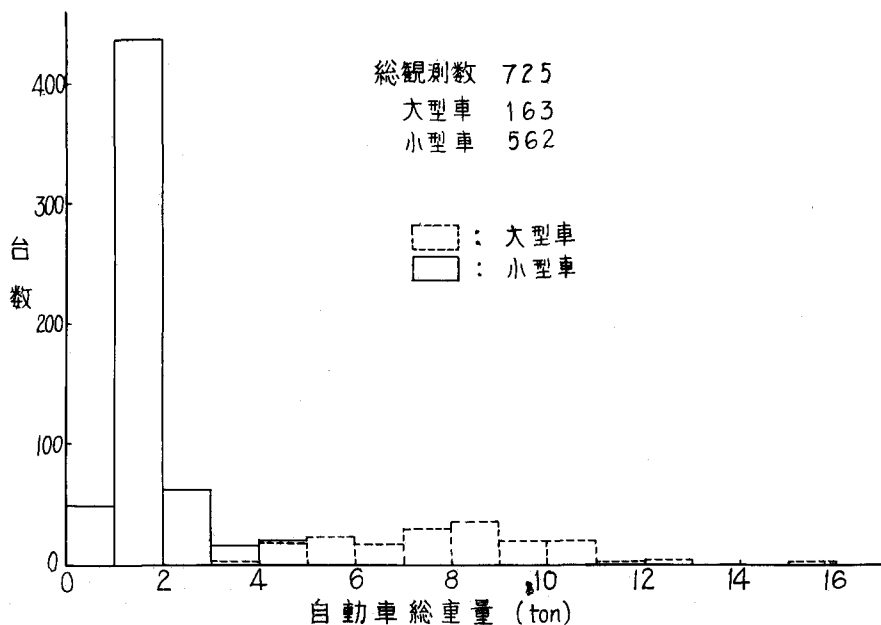 総観測数 725
大型車 163
小型車 562
: 大型車
: 小型車
台数
400
300
200
100
0
0 2 4 6 8 10 12 14 16
自動車総重量 (ton)